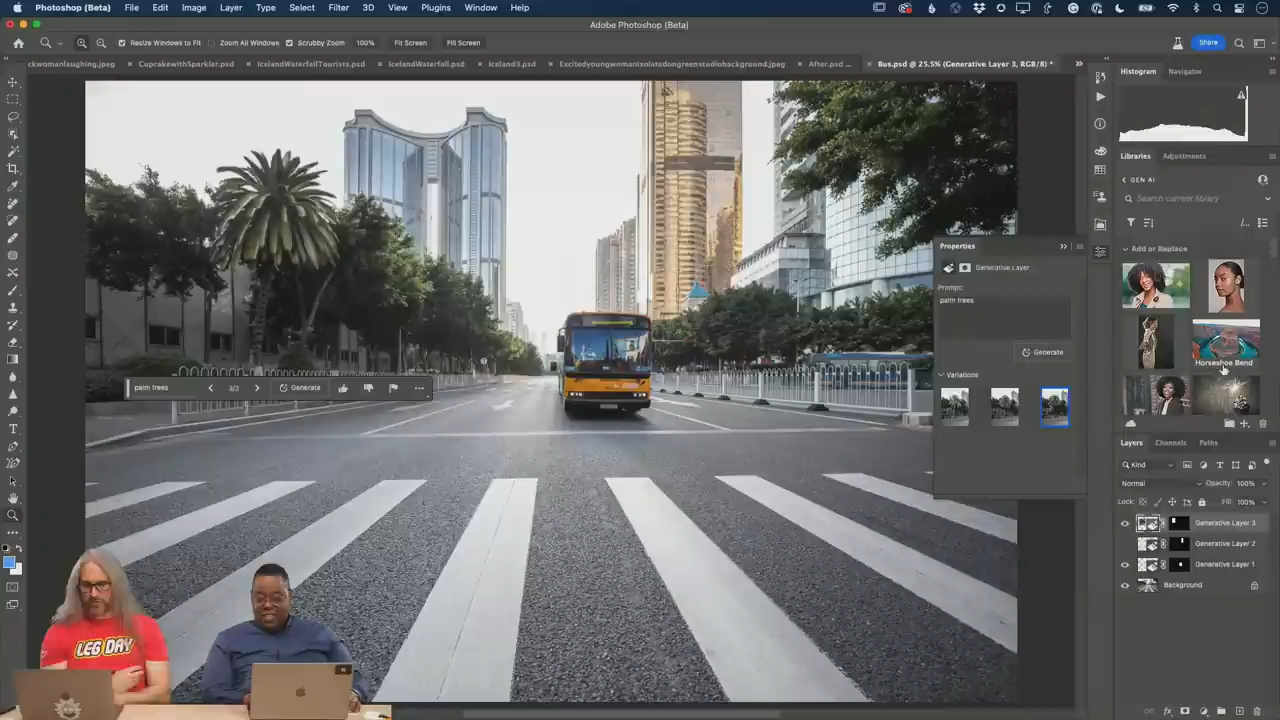 Photoshop (Beta) File Edit Image Layer Type Select Filter 3D View Plugins Window Help
Adobe Photoshop (Beta)
Resize Windows to Fit Zoom All Windows Scrubby Zoom 100% Fit Screen Fill Screen
Share
ckwomanlaughing.jpeg × CupcakewithSparkler.psd × IcelandWaterfallTourists.psd × IcelandWaterfall.psd × Iceland3.psd × Excitedyoungwomanisolatedongreenstudiobackground.jpeg × After.psd ... × Bus.psd @ 25.5% (Generative Layer 3, RGB/8) *
Histogram Navigator
Libraries Adjustments
GEN AI
Search current library
Add or Replace
Horseshoe Bend
Properties
Generative Layer
Prompt:
palm trees
Generate
Variations
palm trees 3/3 Generate
Layers Channels Paths
Kind
Normal Opacity: 100%
Lock: Fill: 100%
Generative Layer 3
Generative Layer 2
Generative Layer 1
Background
LEG DAY